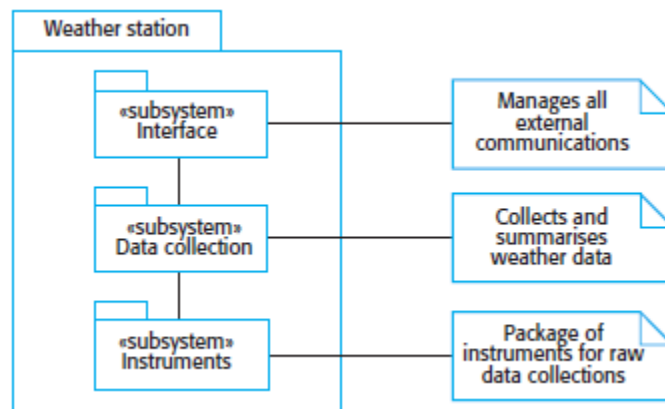 Weather station
«subsystem»
Interface
Manages all
external
communications
«subsystem»
Data collection
Collects and
summarises
weather data
«subsystem»
Instruments
Package of
instruments for raw
data collections